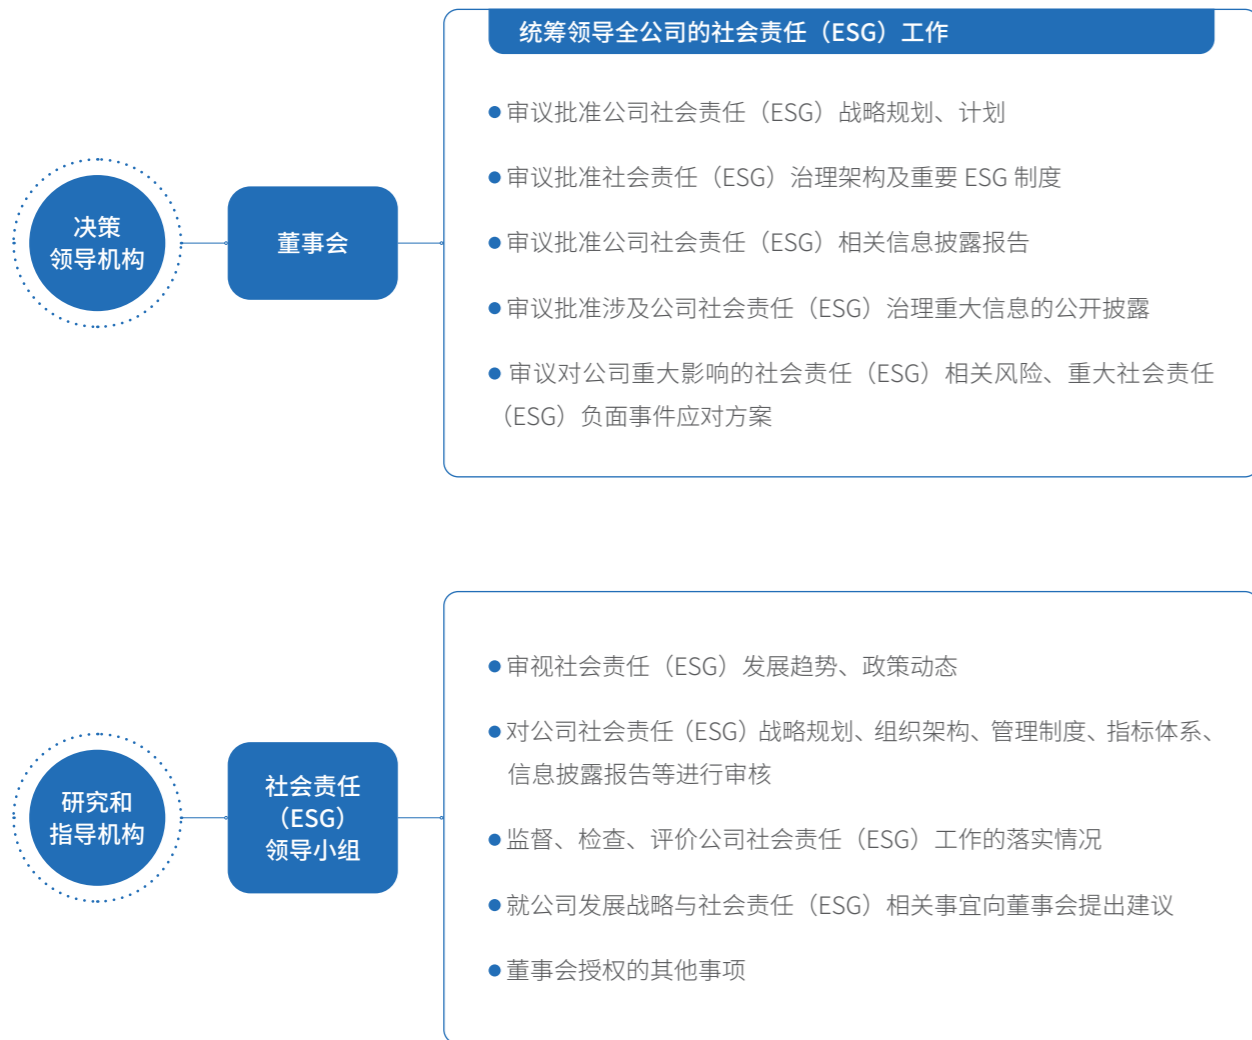 统筹领导全公司的社会责任（ESG）工作
●审议批准公司社会责任（ESG）战略规划、计划
●审议批准社会责任（ESG）治理架构及重要 ESG 制度
●审议批准公司社会责任（ESG）相关信息披露报告
●审议批准涉及公司社会责任（ESG）治理重大信息的公开披露
● 审议对公司重大影响的社会责任（ESG）相关风险、重大社会责任
（ESG）负面事件应对方案
决策
领导机构
董事会
●审视社会责任（ESG）发展趋势、政策动态
●对公司社会责任（ESG）战略规划、组织架构、管理制度、指标体系、
信息披露报告等进行审核
●监督、检查、评价公司社会责任（ESG）工作的落实情况
●就公司发展战略与社会责任（ESG）相关事宜向董事会提出建议
●董事会授权的其他事项
研究和
指导机构
社会责任
（ESG）
领导小组